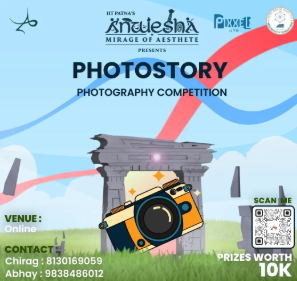 IIT PATNA'S
ANWESHA
MIRAGE OF AESTHETE
PRESENTS
PIXXEL
PHOTOSTORY
PHOTOGRAPHY COMPETITION
VENUE :
Online
SCAN ME
CONTACT :
Chirag : 8130169059
Abhay : 9838486012
PRIZES WORTH
10K